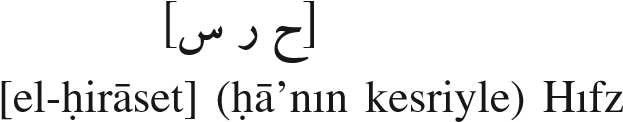 [ح ر س]
[el-ḥirāset] (ḥā’nın kesriyle) Hıfz